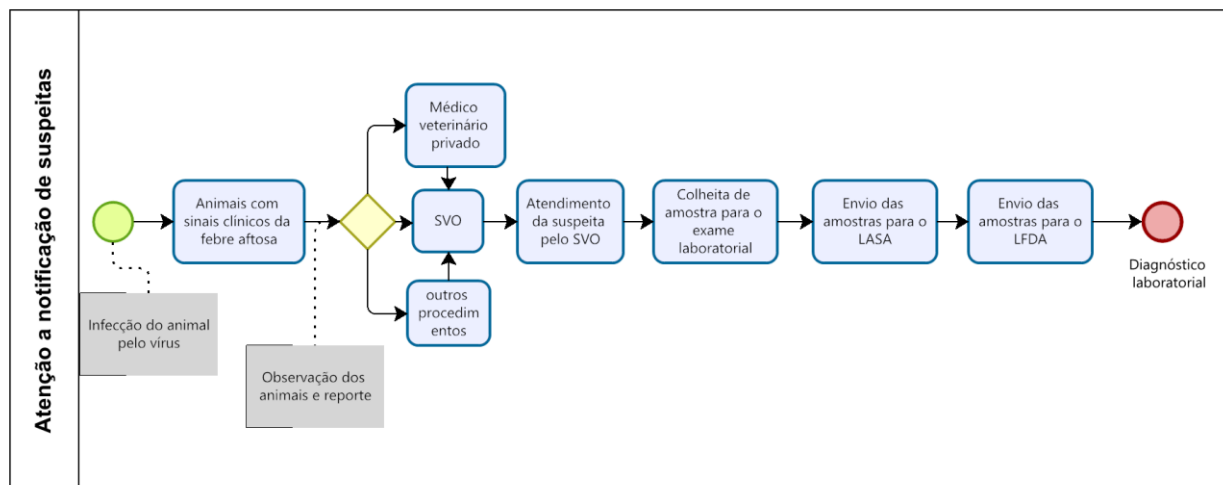 Atenção a notificação de suspeitas
Infecção do animal
pelo vírus
Animais com
sinais clínicos da
febre aftosa
Observação dos
animais e reporte
Médico
veterinário
privado
SVO
outros
procedim
entos
Atendimento
da suspeita
pelo SVO
Colheita de
amostra para o
exame
laboratorial
Envio das
amostras para o
LASA
Envio das
amostras para o
LFDA
Diagnóstico
laboratorial